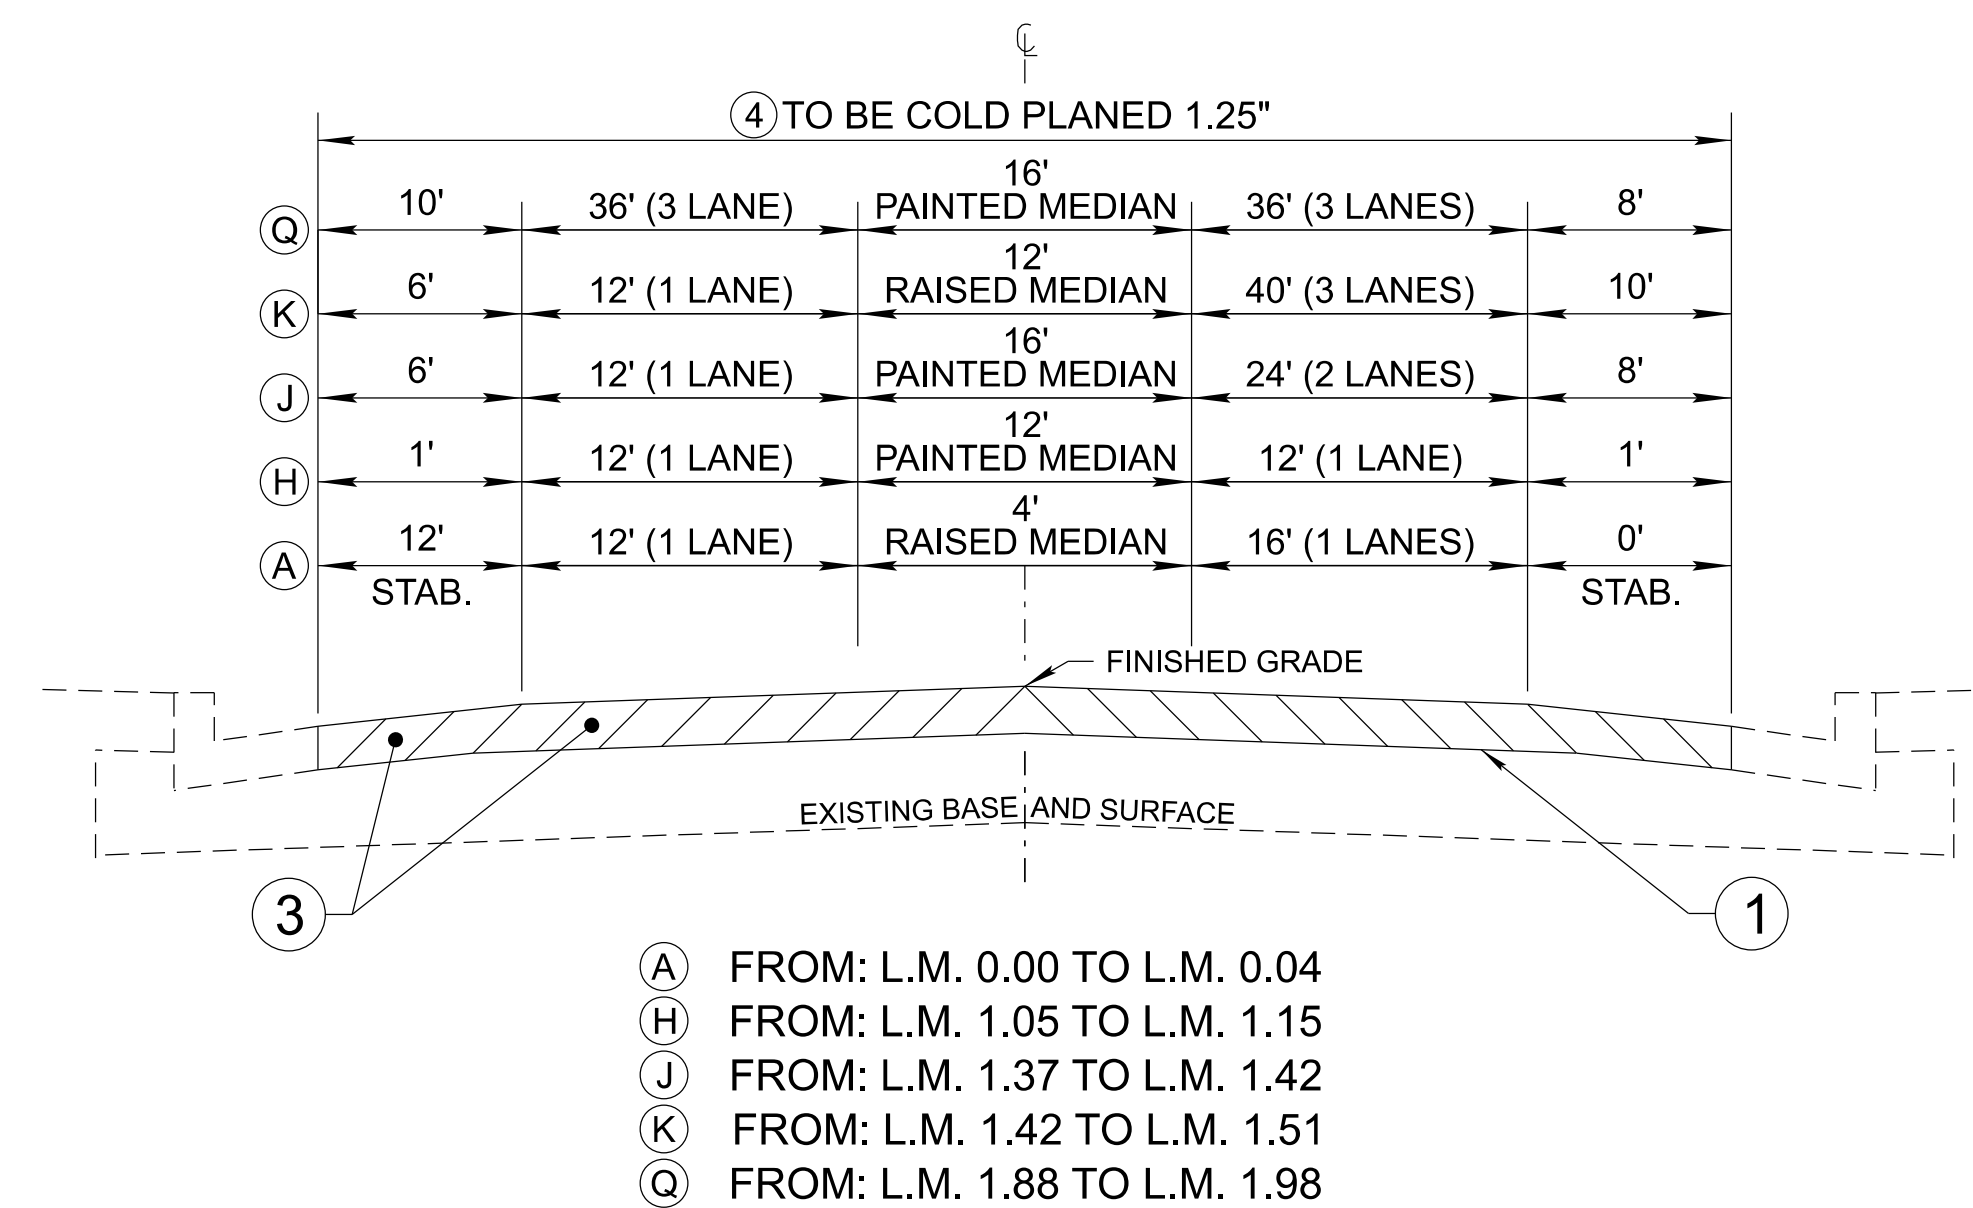 ℄
④ TO BE COLD PLANED 1.25"
16'
Ⓠ 10' 36' (3 LANE) PAINTED MEDIAN 36' (3 LANES) 8'
12'
Ⓚ 6' 12' (1 LANE) RAISED MEDIAN 40' (3 LANES) 10'
16'
Ⓙ 6' 12' (1 LANE) PAINTED MEDIAN 24' (2 LANES) 8'
12'
Ⓗ 1' 12' (1 LANE) PAINTED MEDIAN 12' (1 LANE) 1'
4'
Ⓐ 12' 12' (1 LANE) RAISED MEDIAN 16' (1 LANES) 0'
STAB. STAB.
FINISHED GRADE
EXISTING BASE AND SURFACE
③ ①
Ⓐ FROM: L.M. 0.00 TO L.M. 0.04
Ⓗ FROM: L.M. 1.05 TO L.M. 1.15
Ⓙ FROM: L.M. 1.37 TO L.M. 1.42
Ⓚ FROM: L.M. 1.42 TO L.M. 1.51
Ⓠ FROM: L.M. 1.88 TO L.M. 1.98